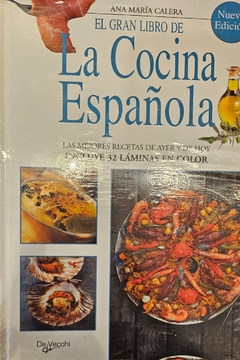 ANA MARÍA CALERA
Nueva
Edición
EL GRAN LIBRO DE
La Cocina
Española
LAS MEJORES RECETAS DE AYER Y DE HOY
INCLUYE 32 LÁMINAS EN COLOR
De Vecchi